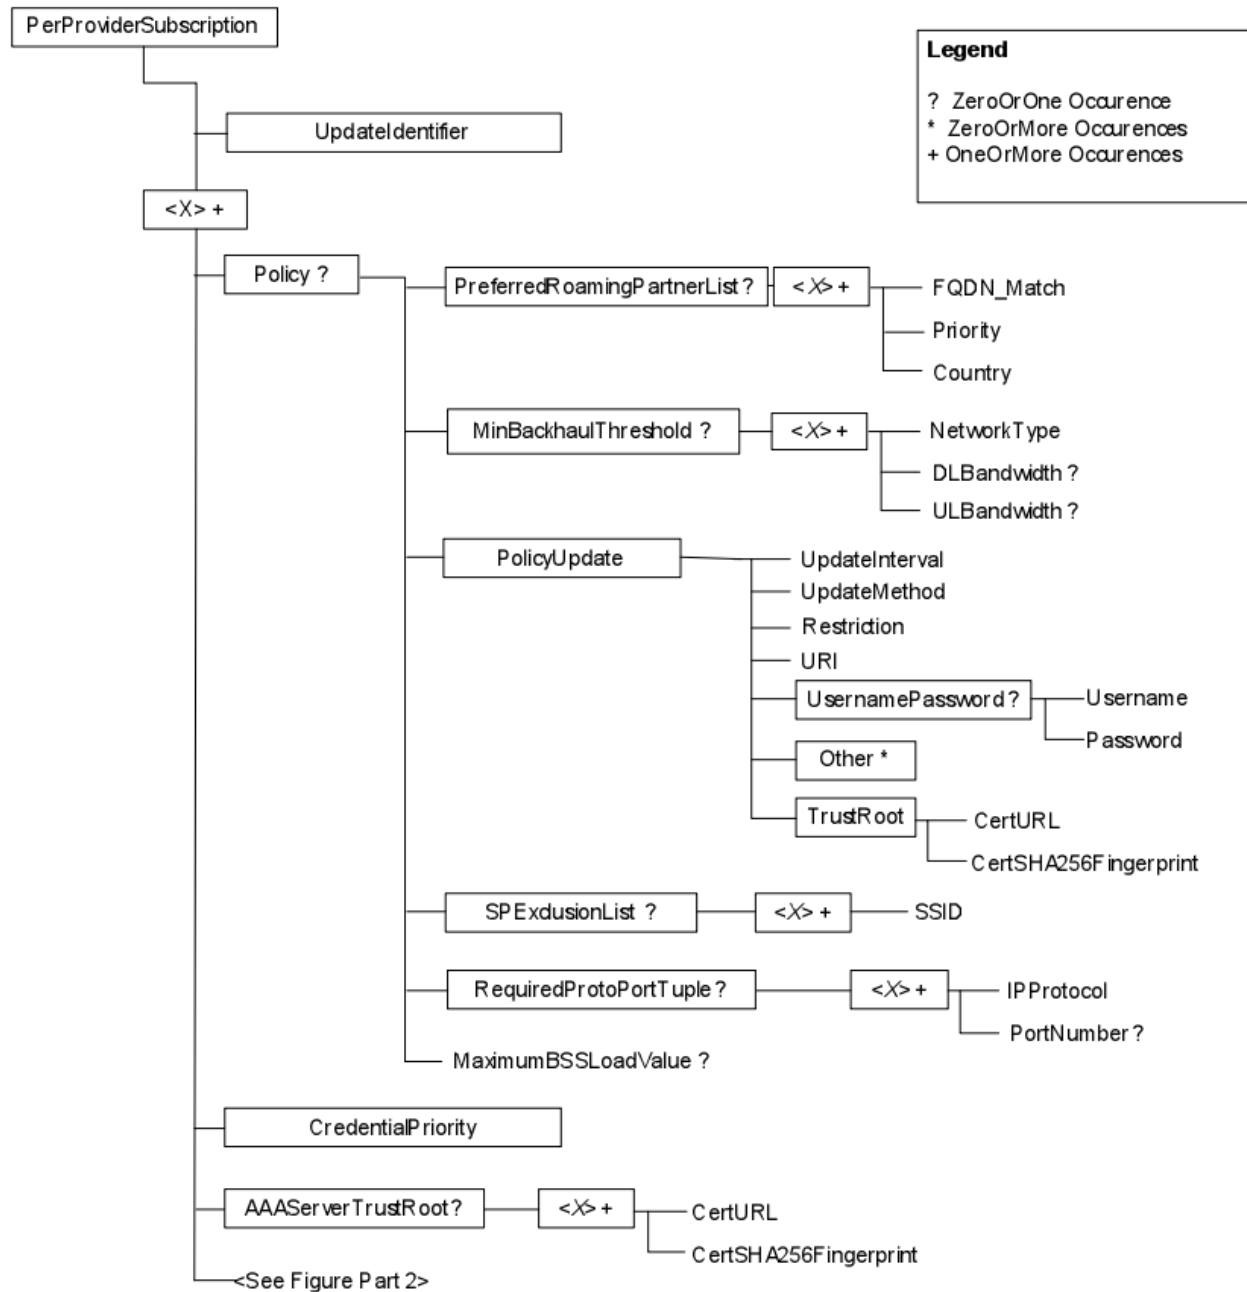 PerProviderSubscription
Legend
? ZeroOrOne Occurence
* ZeroOrMore Occurences
+ OneOrMore Occurences
UpdateIdentifier
<X> +
Policy ?
PreferredRoamingPartnerList ?
<X> +
FQDN_Match
Priority
Country
MinBackhaulThreshold ?
<X> +
NetworkType
DLBandwidth ?
ULBandwidth ?
PolicyUpdate
UpdateInterval
UpdateMethod
Restriction
URI
UsernamePassword ?
Username
Password
Other *
TrustRoot
CertURL
CertSHA256Fingerprint
SPExclusionList ?
<X> +
SSID
RequiredProtoPortTuple ?
<X> +
IPProtocol
PortNumber ?
MaximumBSSLoadValue ?
CredentialPriority
AAAServerTrustRoot ?
<X> +
CertURL
CertSHA256Fingerprint
<See Figure Part 2>